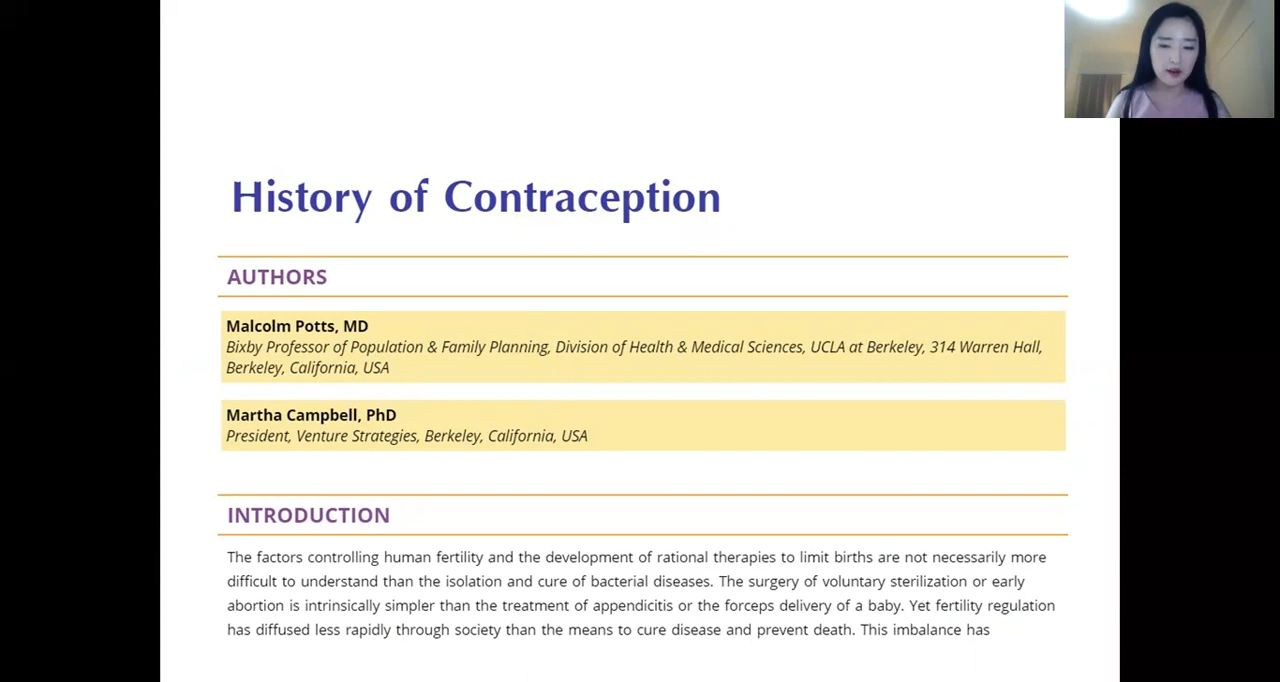 History of Contraception
AUTHORS
Malcolm Potts, MD
Bixby Professor of Population & Family Planning, Division of Health & Medical Sciences, UCLA at Berkeley, 314 Warren Hall,
Berkeley, California, USA
Martha Campbell, PhD
President, Venture Strategies, Berkeley, California, USA
INTRODUCTION
The factors controlling human fertility and the development of rational therapies to limit births are not necessarily more
difficult to understand than the isolation and cure of bacterial diseases. The surgery of voluntary sterilization or early
abortion is intrinsically simpler than the treatment of appendicitis or the forceps delivery of a baby. Yet fertility regulation
has diffused less rapidly through society than the means to cure disease and prevent death. This imbalance has